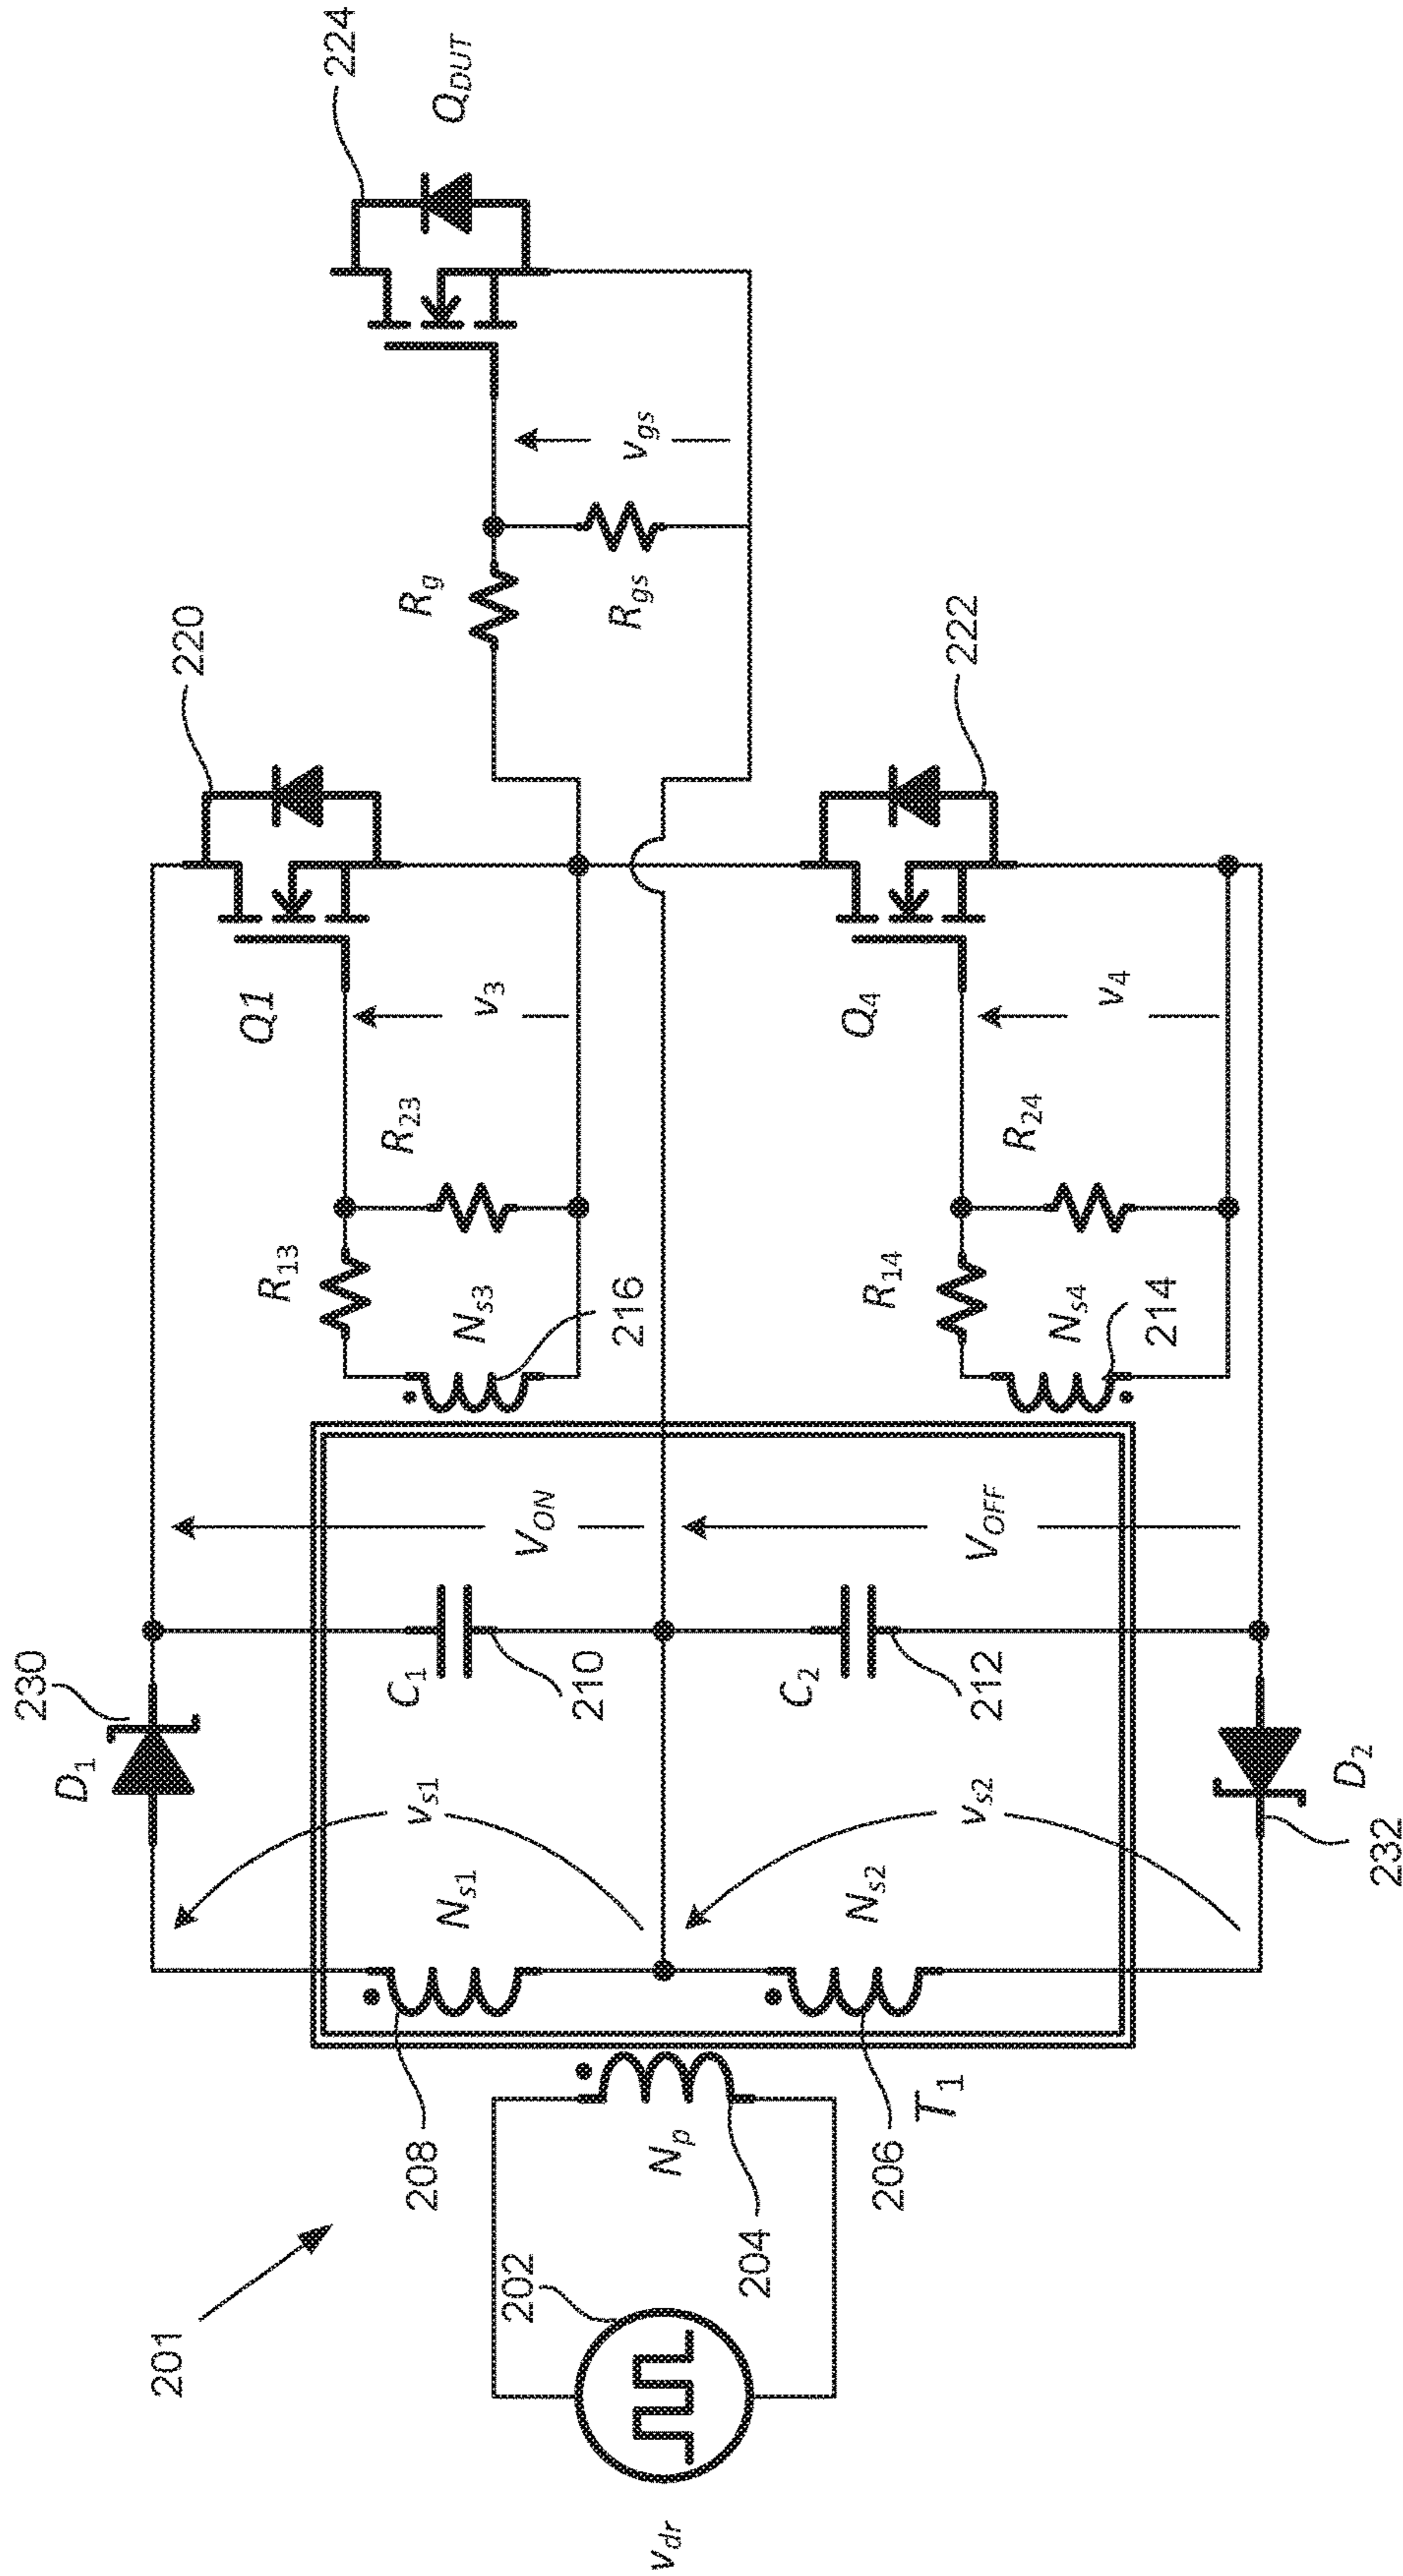 201
v_dr
202
204
N_p
T_1
208
206
N_s1
N_s2
v_s1
v_s2
D_1
230
D_2
232
C_1
210
C_2
212
V_ON
V_OFF
N_s3
216
N_s4
214
R_13
R_23
R_14
R_24
v_3
v_4
Q1
Q_4
220
222
R_g
R_gs
v_gs
224
Q_DUT